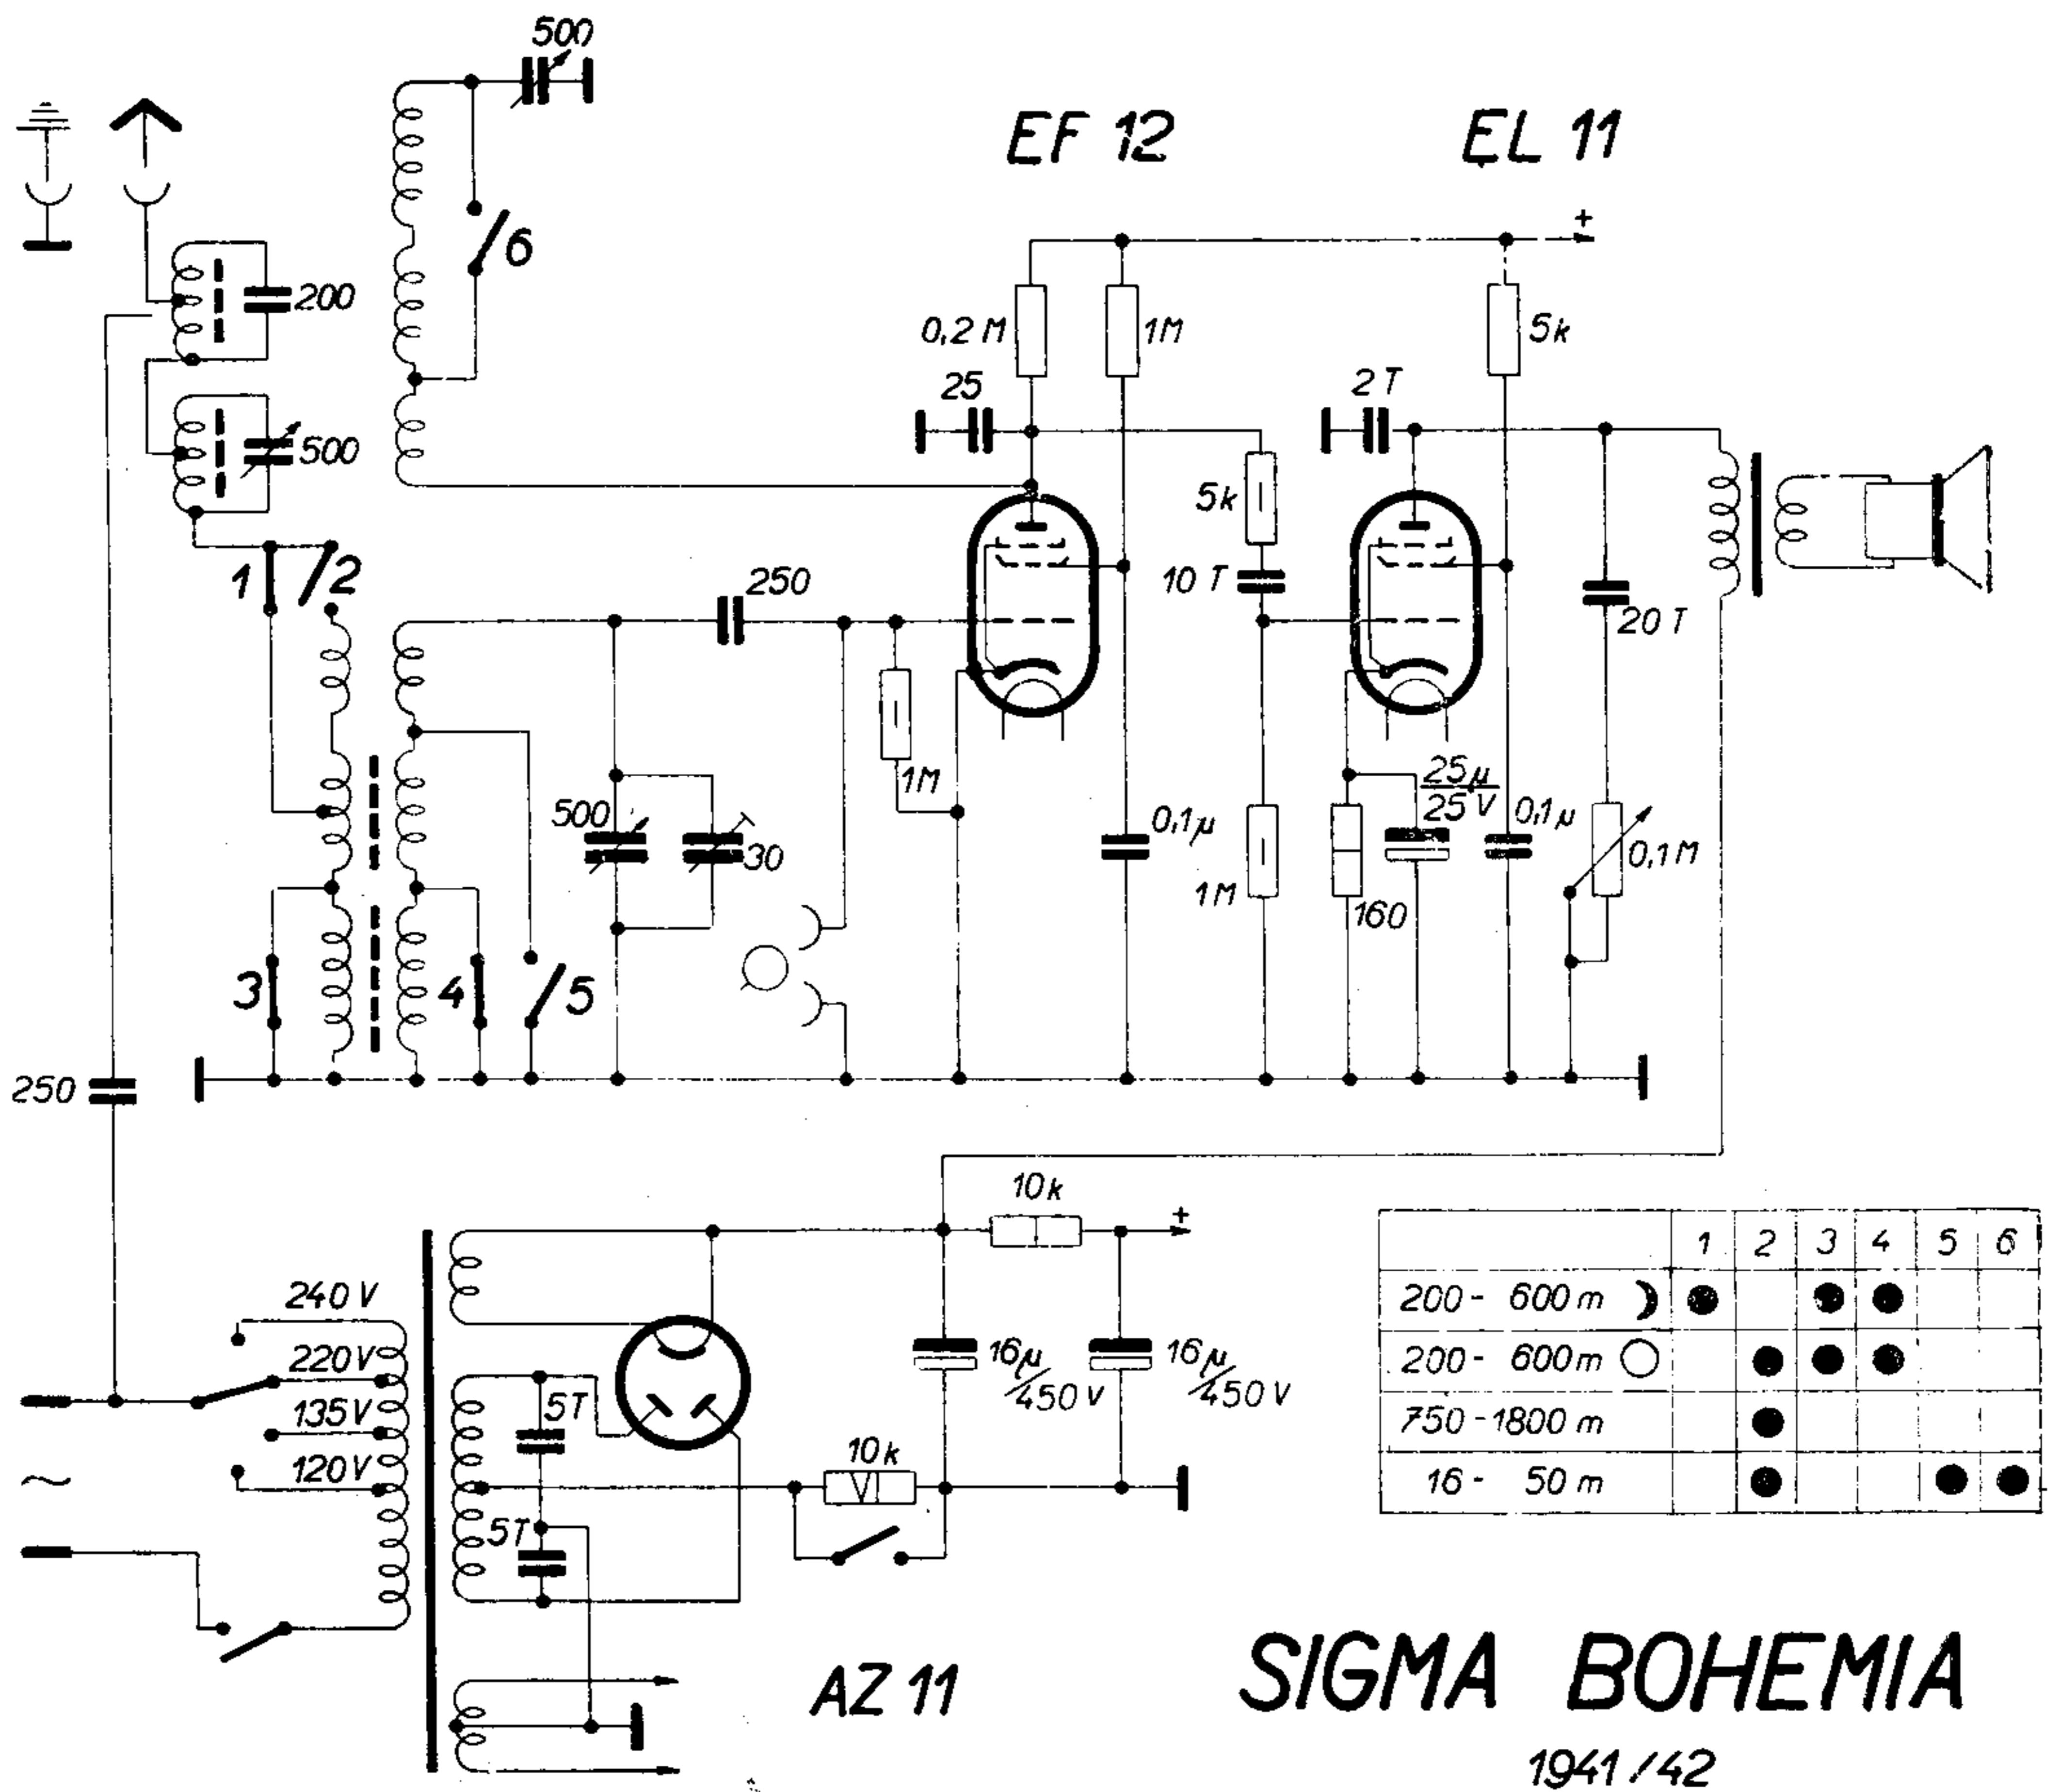 500
EF 12
EL 11
+
6
200
0,2 M
1M
5k
25
2 T
500
5k
1
2
250
10 T
20 T
1M
25µ
25 V
500
30
0,1µ
0,1µ
0,1M
1M
160
3
4
5
250
10k
+
1 2 3 4 5 6
240 V
200 - 600 m
220V
16µ/450 V
16µ/450 V
200 - 600 m
135V
5T
750 - 1800 m
120V
10k
V
16 - 50 m
~
5T
AZ 11
SIGMA BOHEMIA
1941/42